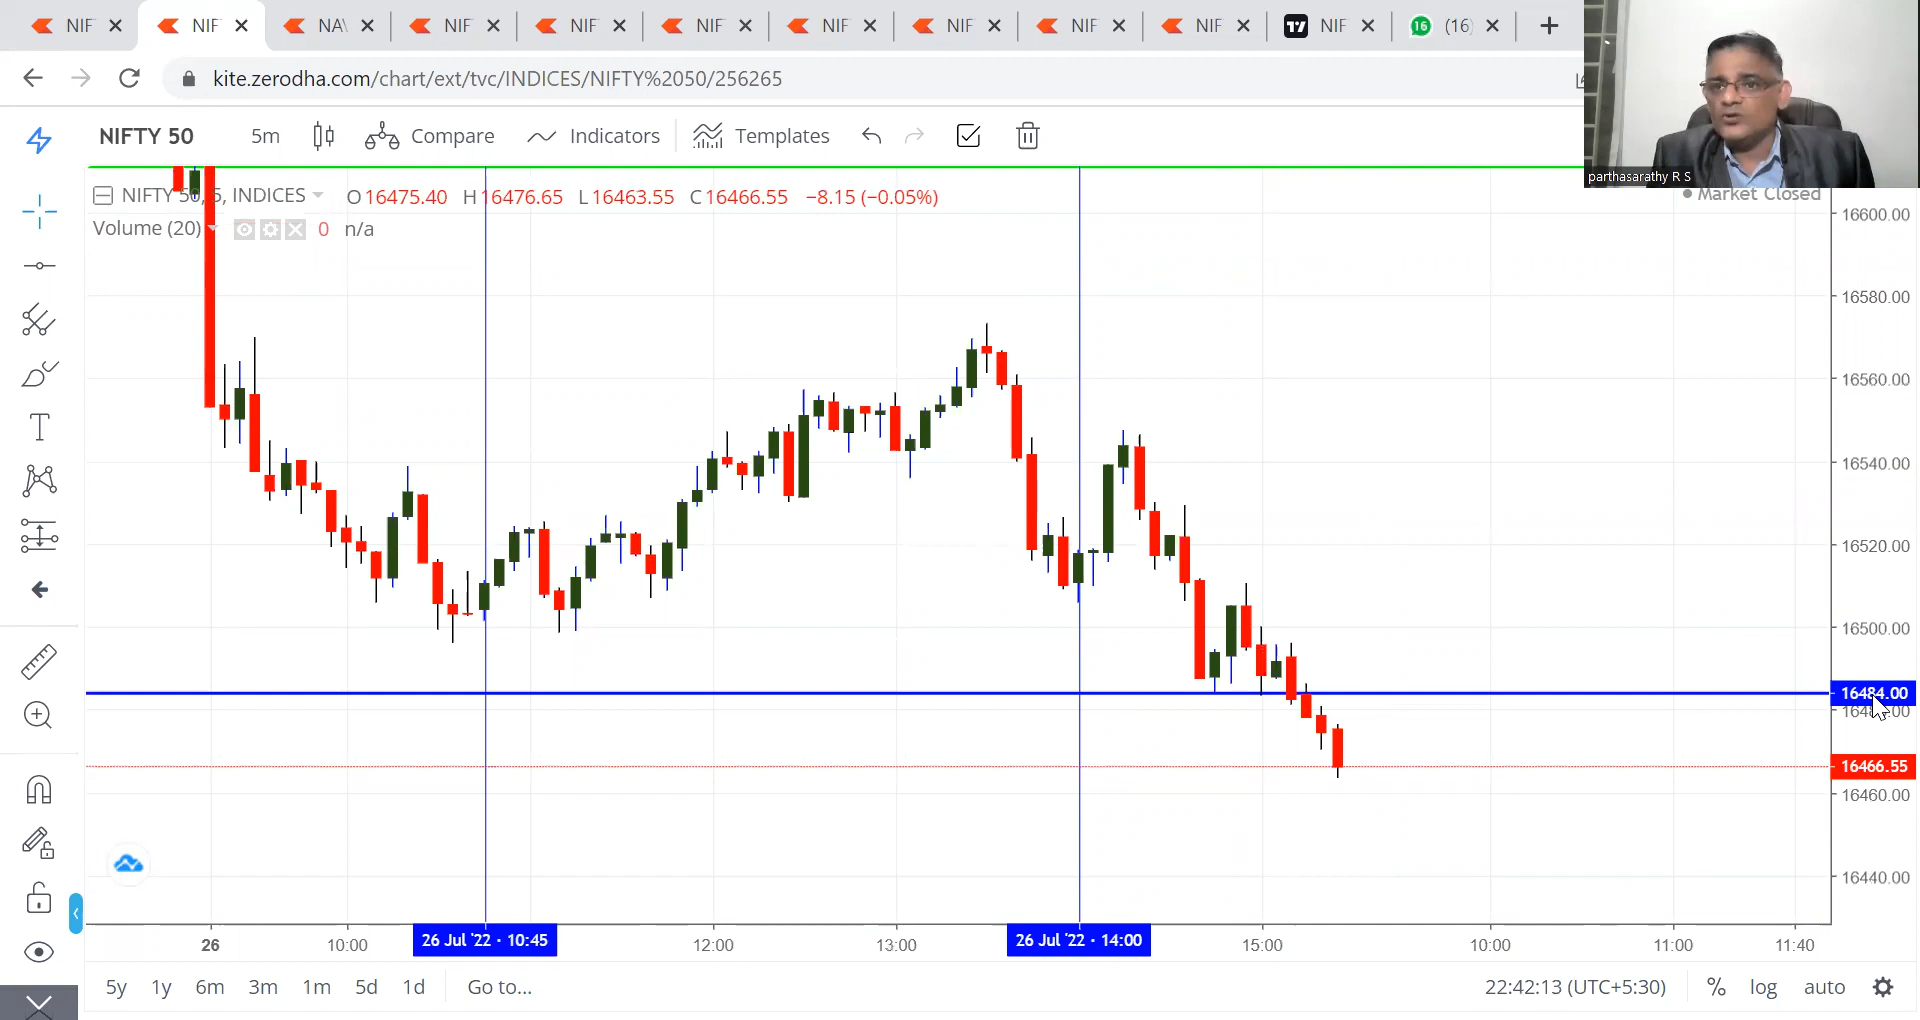 NIF NIF NA NIF NIF NIF NIF NIF NIF NIF NIF 16 (16)
kite.zerodha.com/chart/ext/tvc/INDICES/NIFTY%2050/256265
NIFTY 50 5m Compare Indicators Templates
parthasarathy R S
NIFTY 50, 5, INDICES O16475.40 H16476.65 L16463.55 C16466.55 −8.15 (−0.05%)
Market Closed
Volume (20) 0 n/a
16600.00
16580.00
16560.00
16540.00
16520.00
16500.00
16484.00
16466.55
16460.00
16440.00
26 10:00 26 Jul '22 · 10:45 12:00 13:00 26 Jul '22 · 14:00 15:00 10:00 11:00 11:40
5y 1y 6m 3m 1m 5d 1d Go to... 22:42:13 (UTC+5:30) % log auto